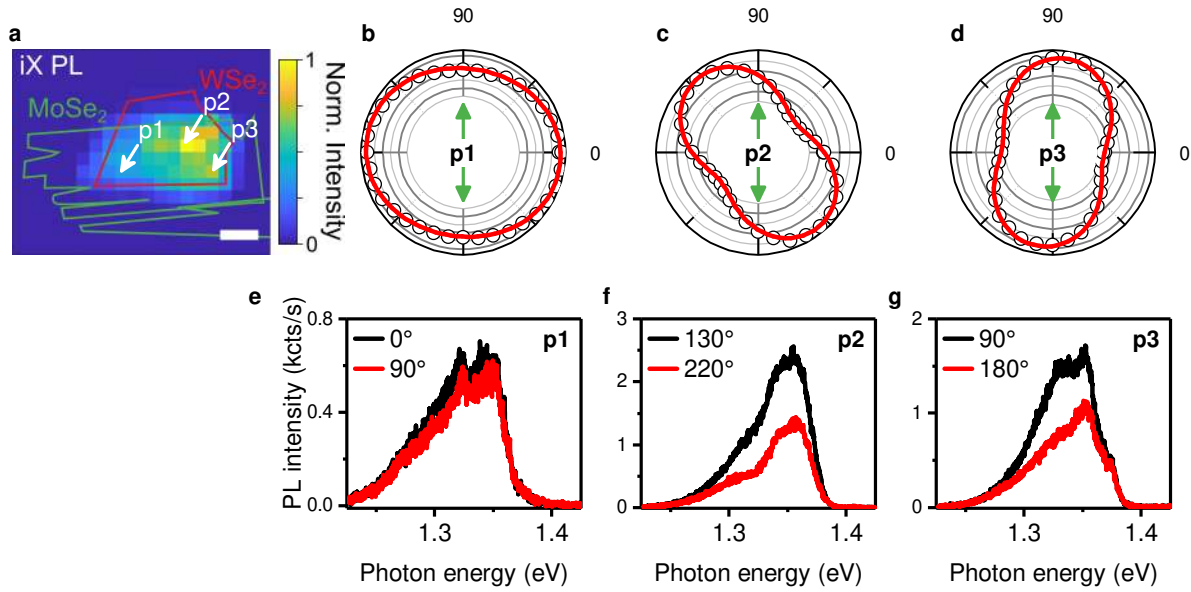 a
iX PL
WSe₂
MoSe₂
p1
p2
p3
1
0
Norm. Intensity
b
90
0
p1
c
90
0
p2
d
90
0
p3
e
PL intensity (kcts/s)
0.8
0.4
0.0
0°
90°
p1
1.3
1.4
Photon energy (eV)
f
3
2
1
0
130°
220°
p2
1.3
1.4
Photon energy (eV)
g
2
1
0
90°
180°
p3
1.3
1.4
Photon energy (eV)